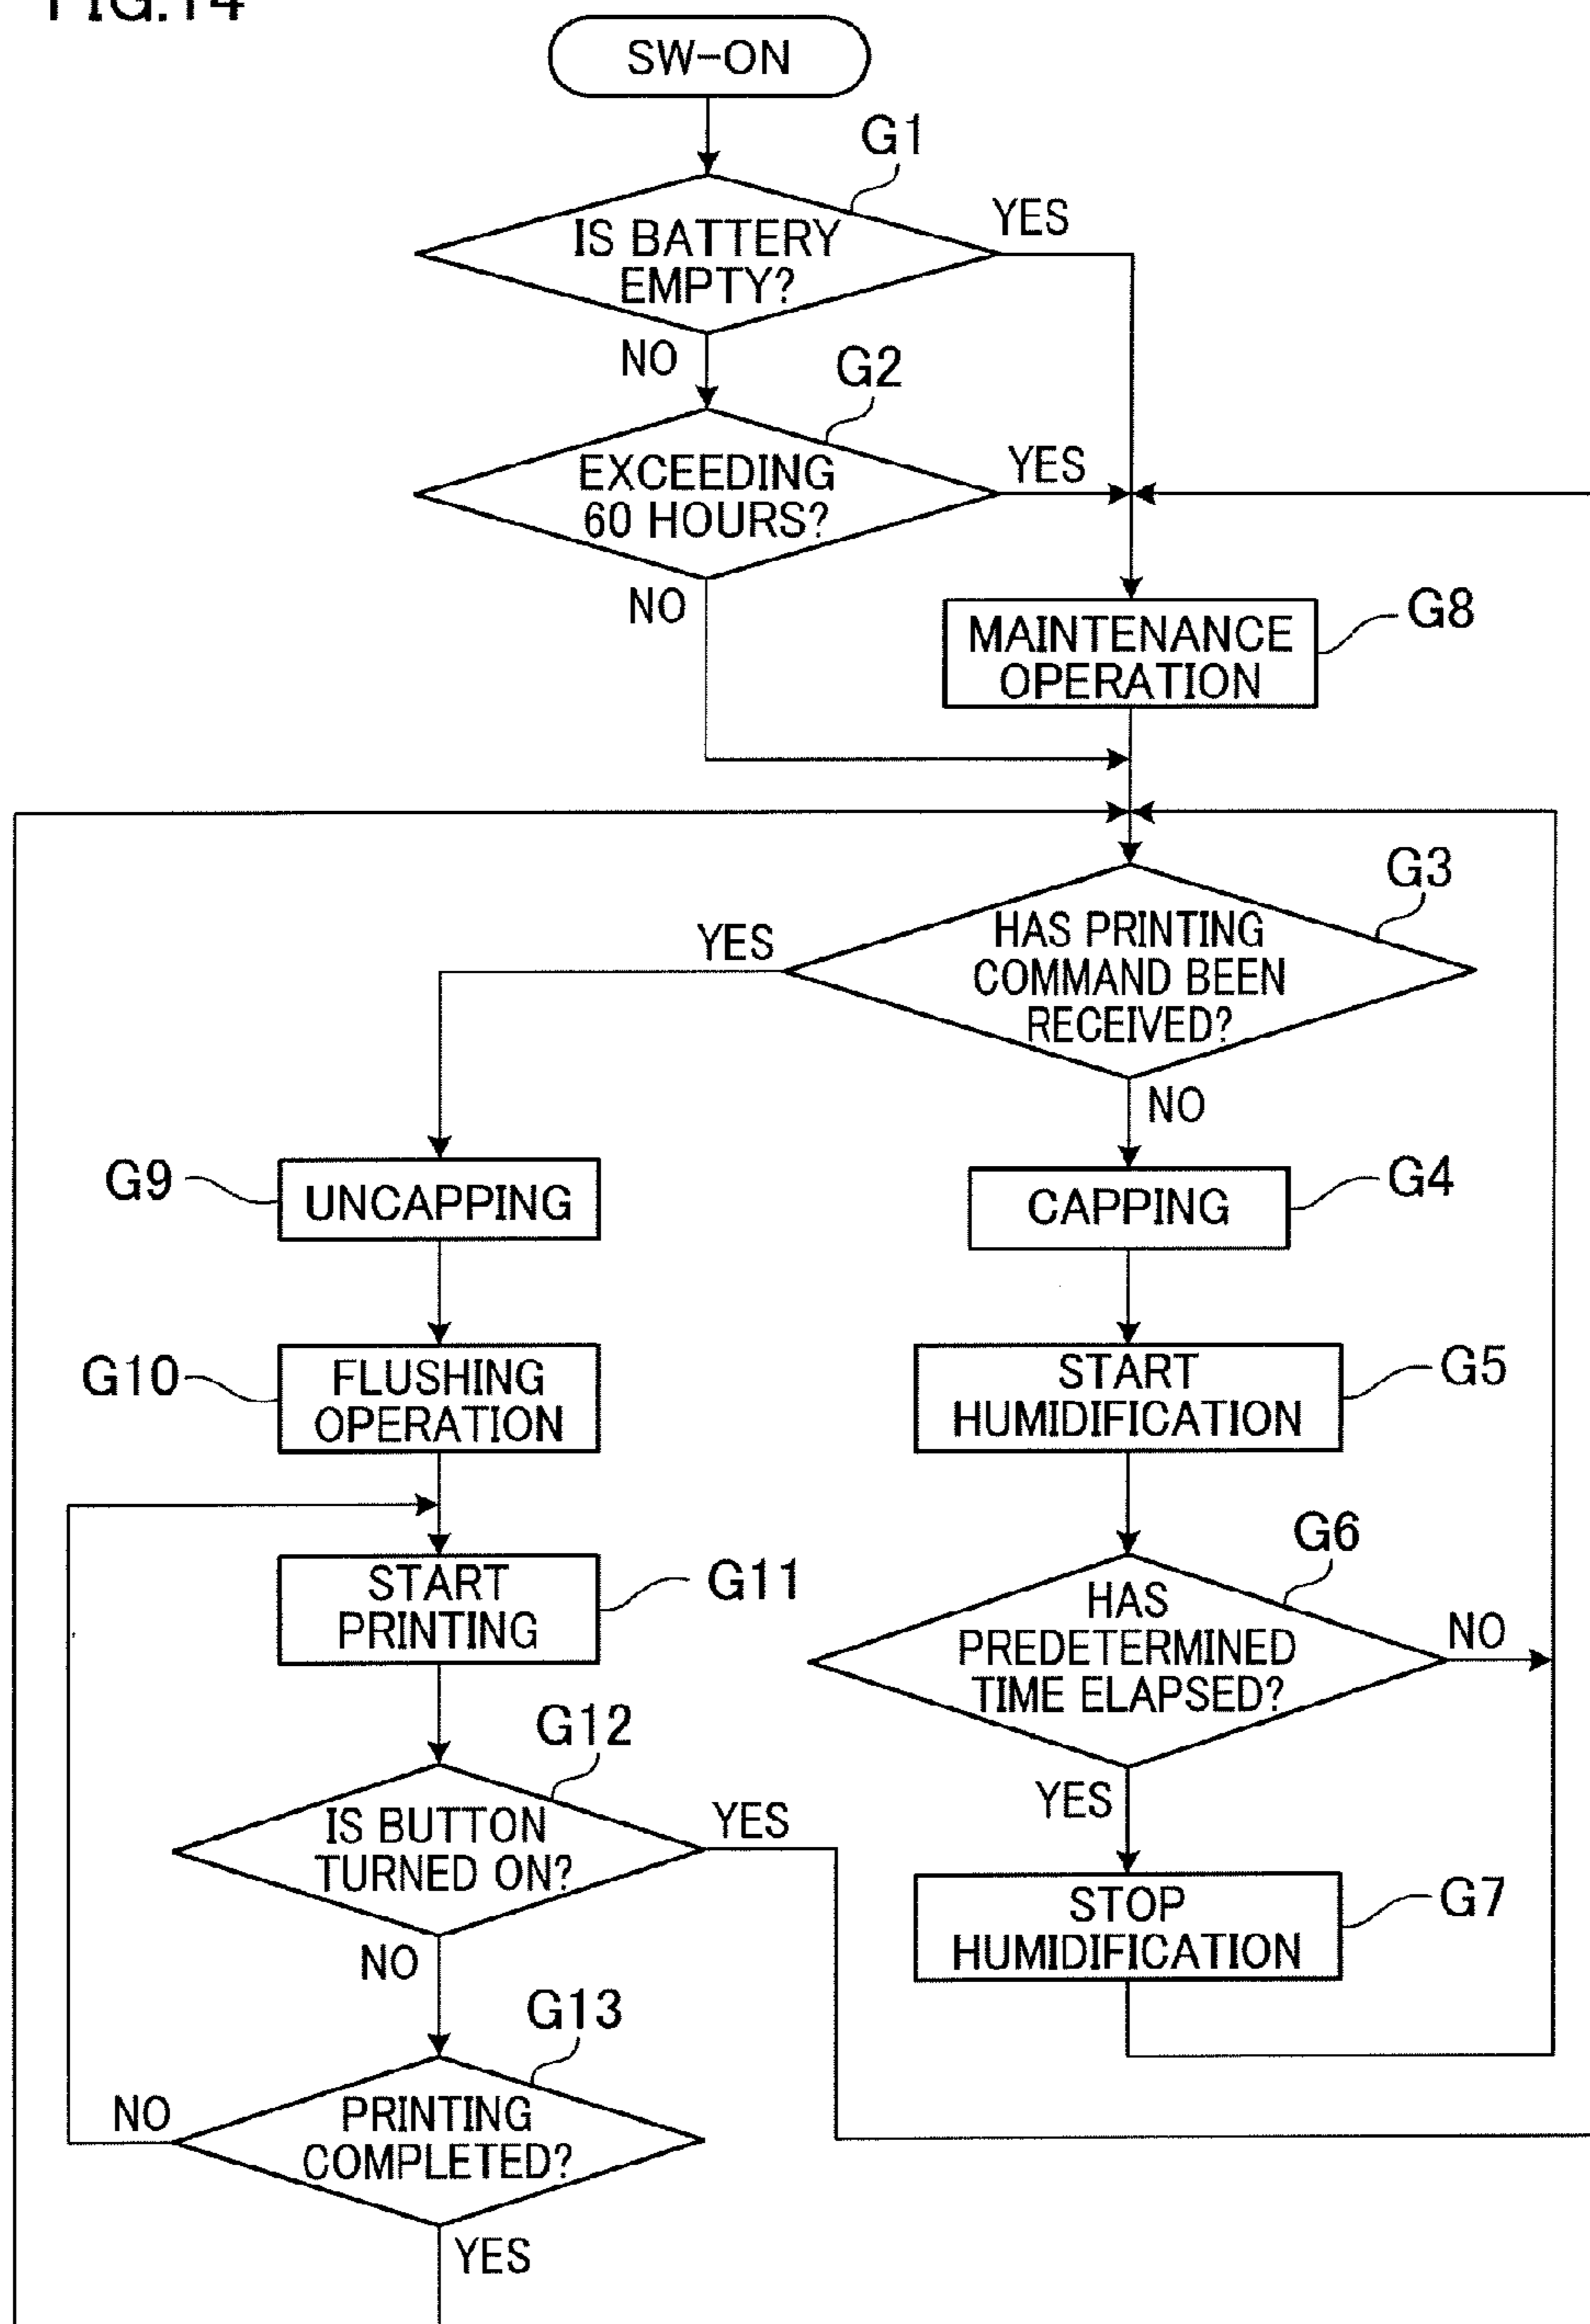 FIG.14
SW-ON
G1
IS BATTERY
EMPTY?
YES
NO
G2
EXCEEDING
60 HOURS?
YES
NO
MAINTENANCE
OPERATION
G8
G3
HAS PRINTING
COMMAND BEEN
RECEIVED?
YES
NO
G9
UNCAPPING
CAPPING
G4
G10
FLUSHING
OPERATION
START
HUMIDIFICATION
G5
START
PRINTING
G11
G6
HAS
PREDETERMINED
TIME ELAPSED?
NO
YES
G12
IS BUTTON
TURNED ON?
YES
NO
STOP
HUMIDIFICATION
G7
G13
PRINTING
COMPLETED?
NO
YES